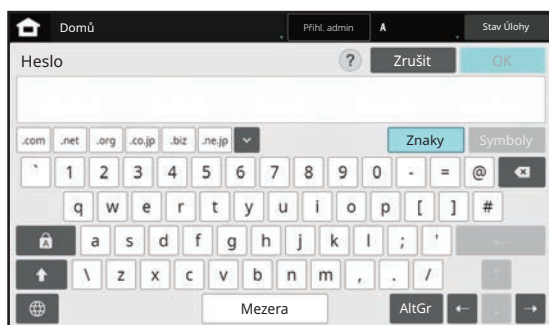 Domů Přihl. admin A Stav Úlohy
Heslo ? Zrušit OK
.com .net .org .co.jp .biz .ne.jp Znaky Symboly
` 1 2 3 4 5 6 7 8 9 0 - = @
q w e r t y u i o p [ ] #
A a s d f g h j k l ; '
\ z x c v b n m , . /
Mezera AltGr